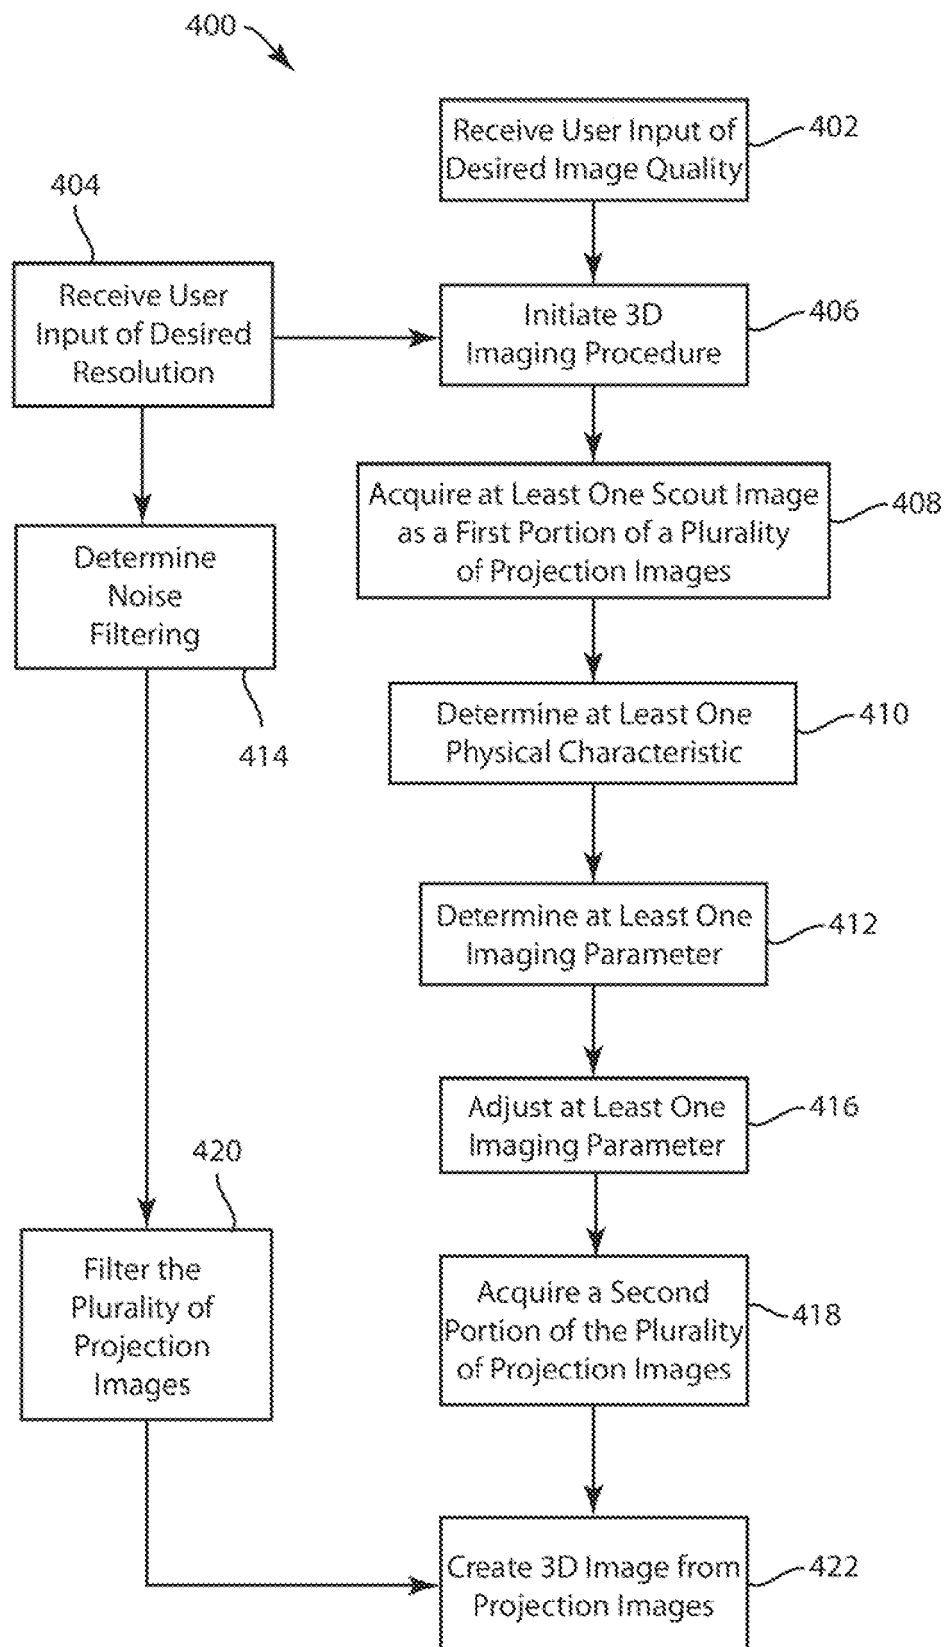 400
Receive User Input of
Desired Image Quality
402
404
Receive User
Input of Desired
Resolution
Initiate 3D
Imaging Procedure
406
Acquire at Least One Scout Image
as a First Portion of a Plurality
of Projection Images
408
Determine
Noise
Filtering
414
Determine at Least One
Physical Characteristic
410
Determine at Least One
Imaging Parameter
412
Adjust at Least One
Imaging Parameter
416
420
Filter the
Plurality of
Projection
Images
Acquire a Second
Portion of the Plurality
of Projection Images
418
Create 3D Image from
Projection Images
422